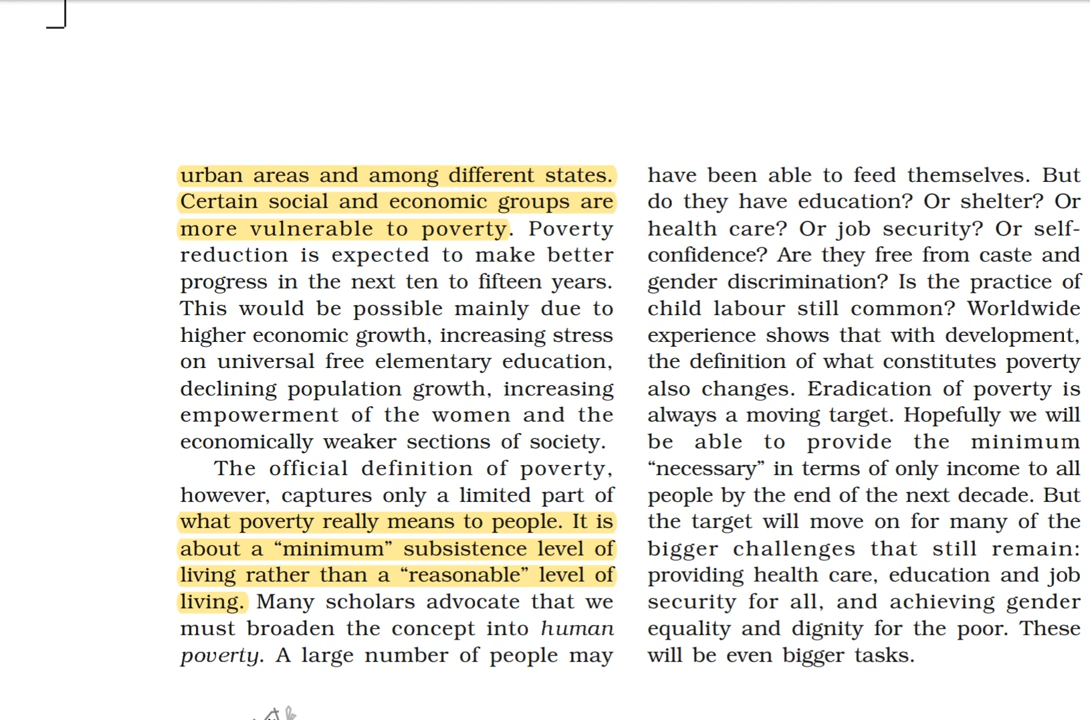 urban areas and among different states.
Certain social and economic groups are
more vulnerable to poverty. Poverty
reduction is expected to make better
progress in the next ten to fifteen years.
This would be possible mainly due to
higher economic growth, increasing stress
on universal free elementary education,
declining population growth, increasing
empowerment of the women and the
economically weaker sections of society.
The official definition of poverty,
however, captures only a limited part of
what poverty really means to people. It is
about a “minimum” subsistence level of
living rather than a “reasonable” level of
living. Many scholars advocate that we
must broaden the concept into human
poverty. A large number of people may
have been able to feed themselves. But
do they have education? Or shelter? Or
health care? Or job security? Or self-
confidence? Are they free from caste and
gender discrimination? Is the practice of
child labour still common? Worldwide
experience shows that with development,
the definition of what constitutes poverty
also changes. Eradication of poverty is
always a moving target. Hopefully we will
be able to provide the minimum
“necessary” in terms of only income to all
people by the end of the next decade. But
the target will move on for many of the
bigger challenges that still remain:
providing health care, education and job
security for all, and achieving gender
equality and dignity for the poor. These
will be even bigger tasks.